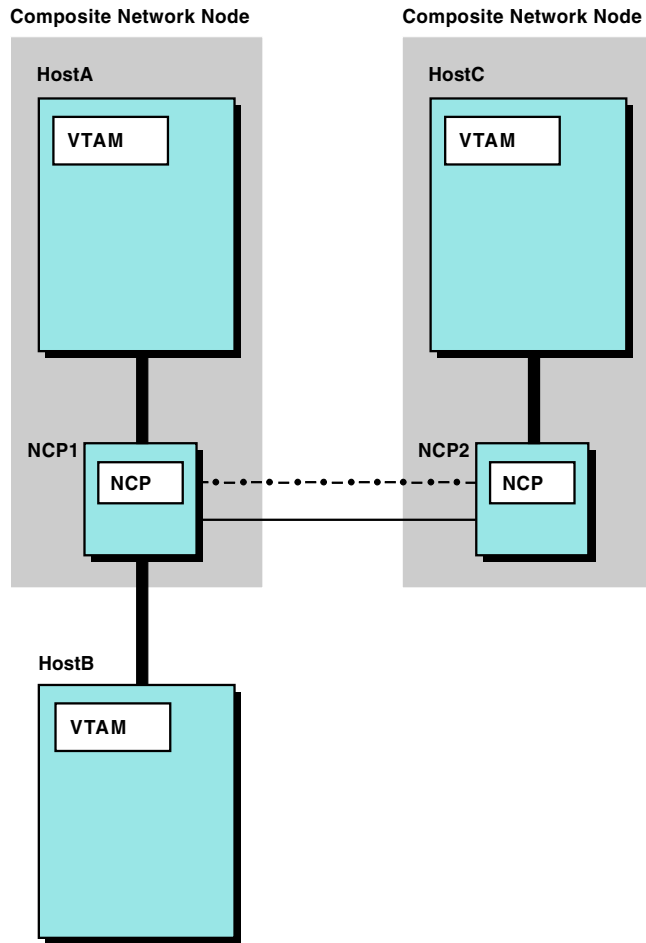 Composite Network Node
Composite Network Node
HostA
HostC
VTAM
VTAM
NCP1
NCP2
NCP
NCP
HostB
VTAM